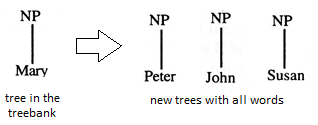 NP NP NP NP
Mary Peter John Susan
tree in the new trees with all words
treebank